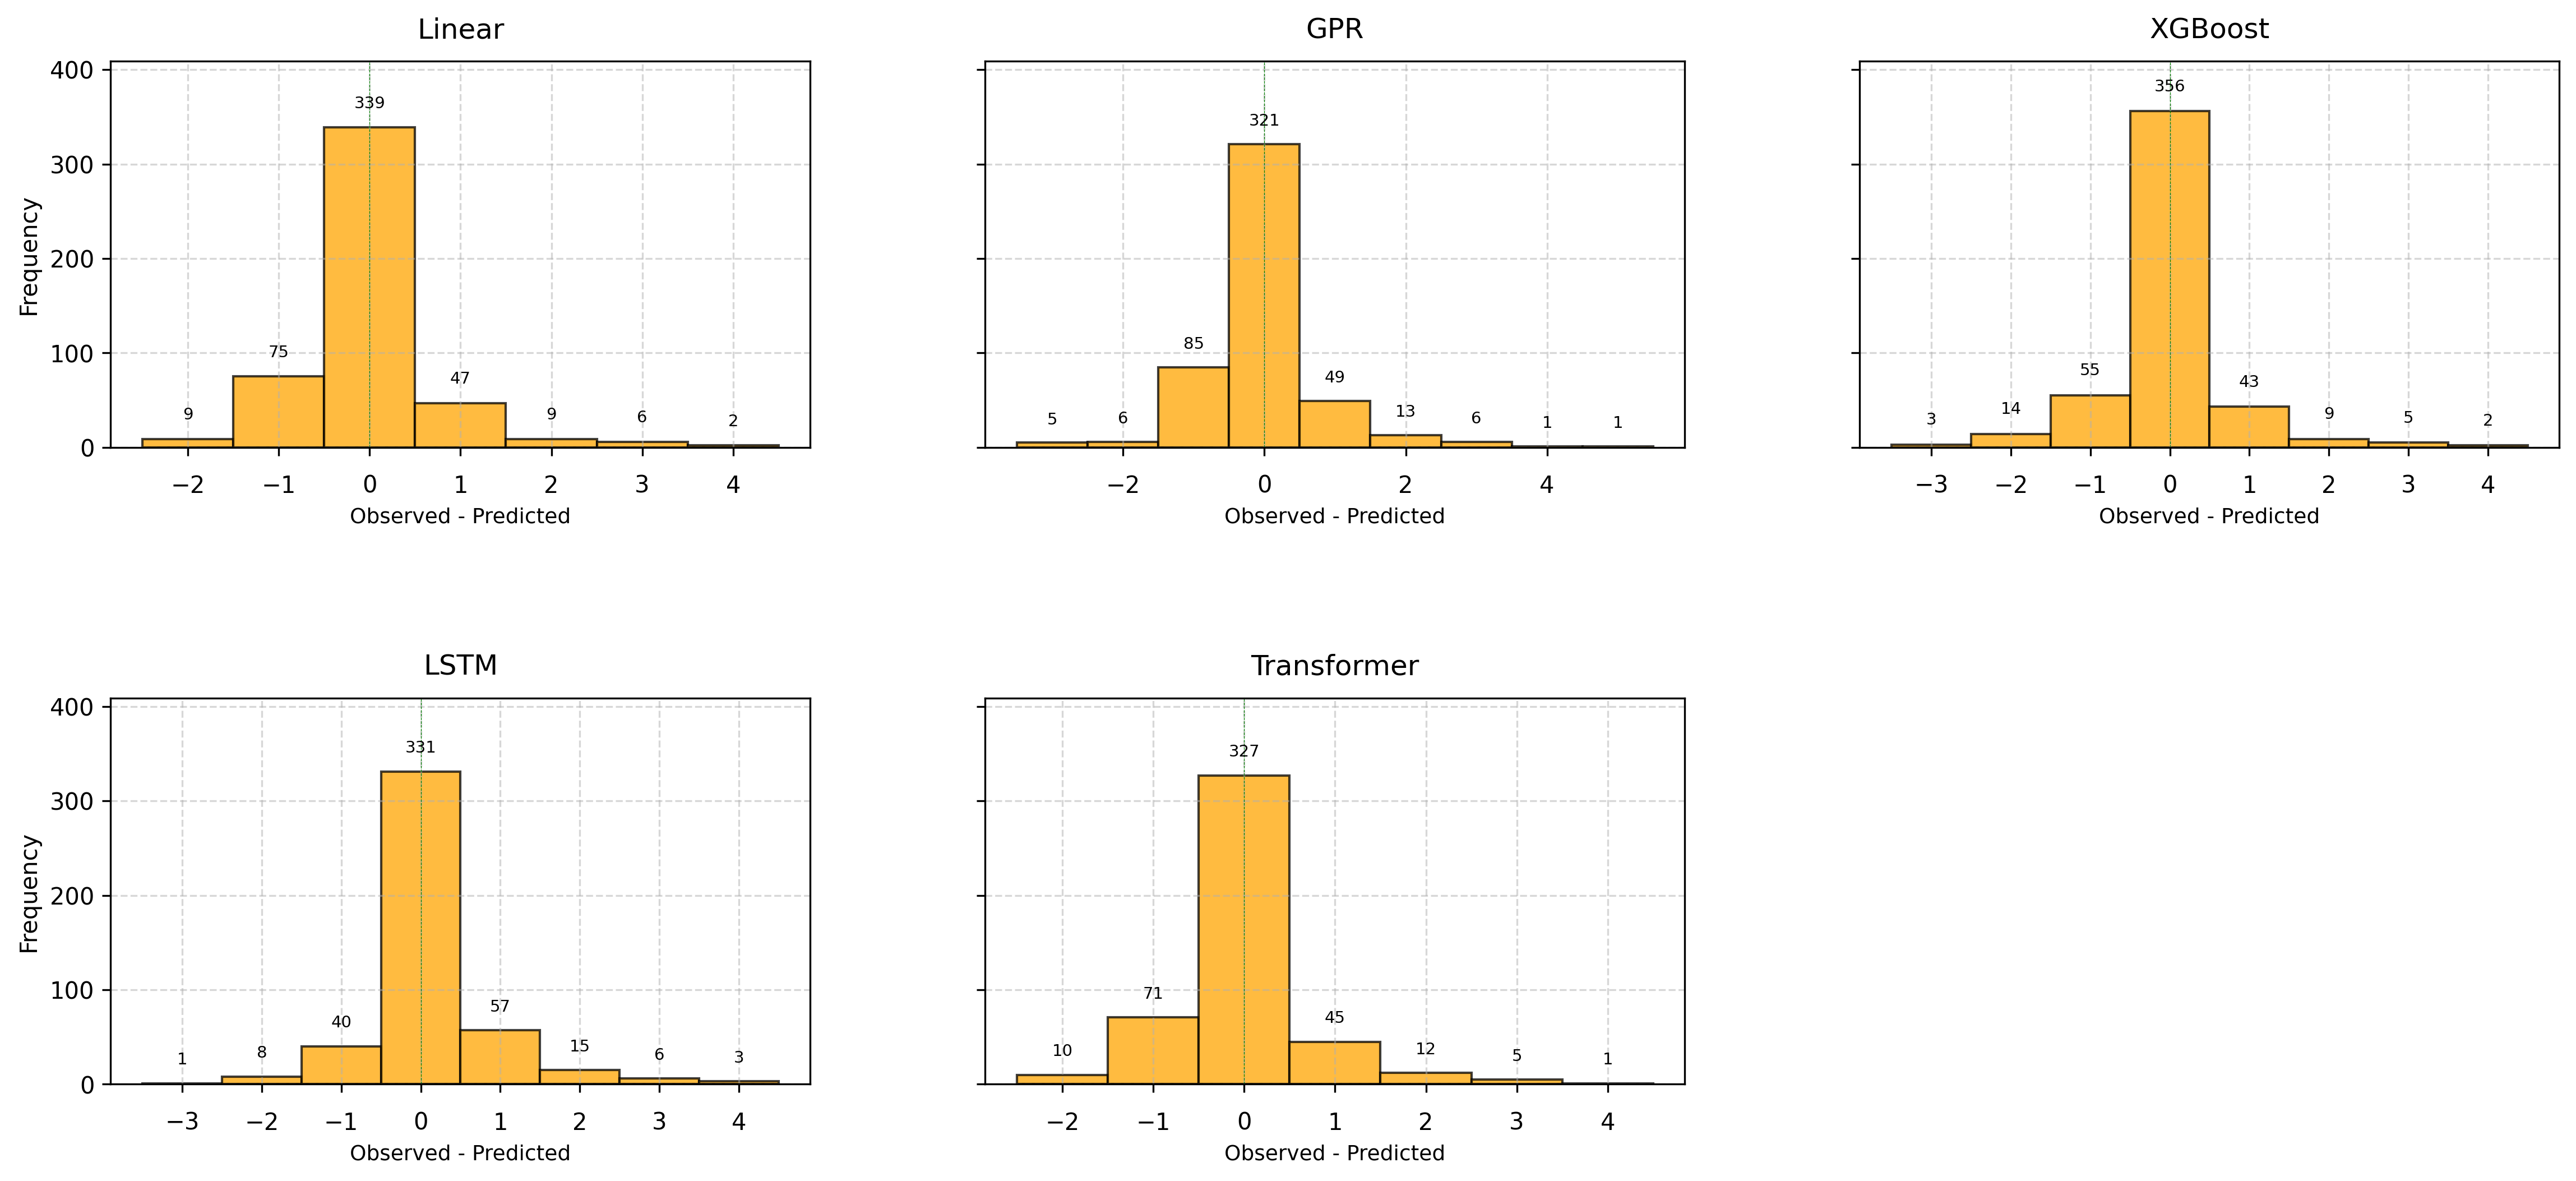 Linear
GPR
XGBoost
400
300
200
100
0
Frequency
9
75
339
47
9
6
2
5
6
85
321
49
13
6
1
1
3
14
55
356
43
9
5
2
−2 −1 0 1 2 3 4
−2 0 2 4
−3 −2 −1 0 1 2 3 4
Observed - Predicted
Observed - Predicted
Observed - Predicted
LSTM
Transformer
400
300
200
100
0
Frequency
1
8
40
331
57
15
6
3
10
71
327
45
12
5
1
−3 −2 −1 0 1 2 3 4
−2 −1 0 1 2 3 4
Observed - Predicted
Observed - Predicted